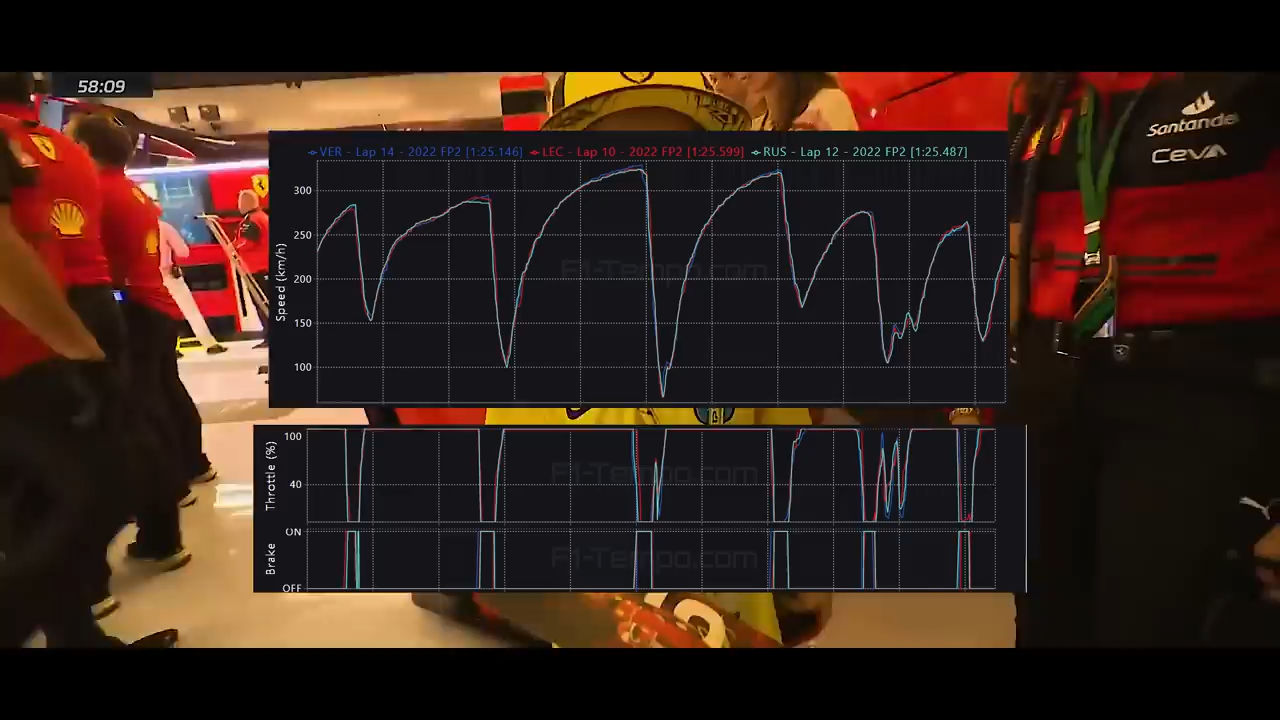 58:09
Santander
CEVA
VER - Lap 14 - 2022 FP2 [1:25.146] LEC - Lap 10 - 2022 FP2 [1:25.599] RUS - Lap 12 - 2022 FP2 [1:25.487]
Speed (km/h)
300
250
200
150
100
F1-Tempo.com
Throttle (%)
100
40
F1-Tempo.com
Brake
ON
OFF
F1-Tempo.com